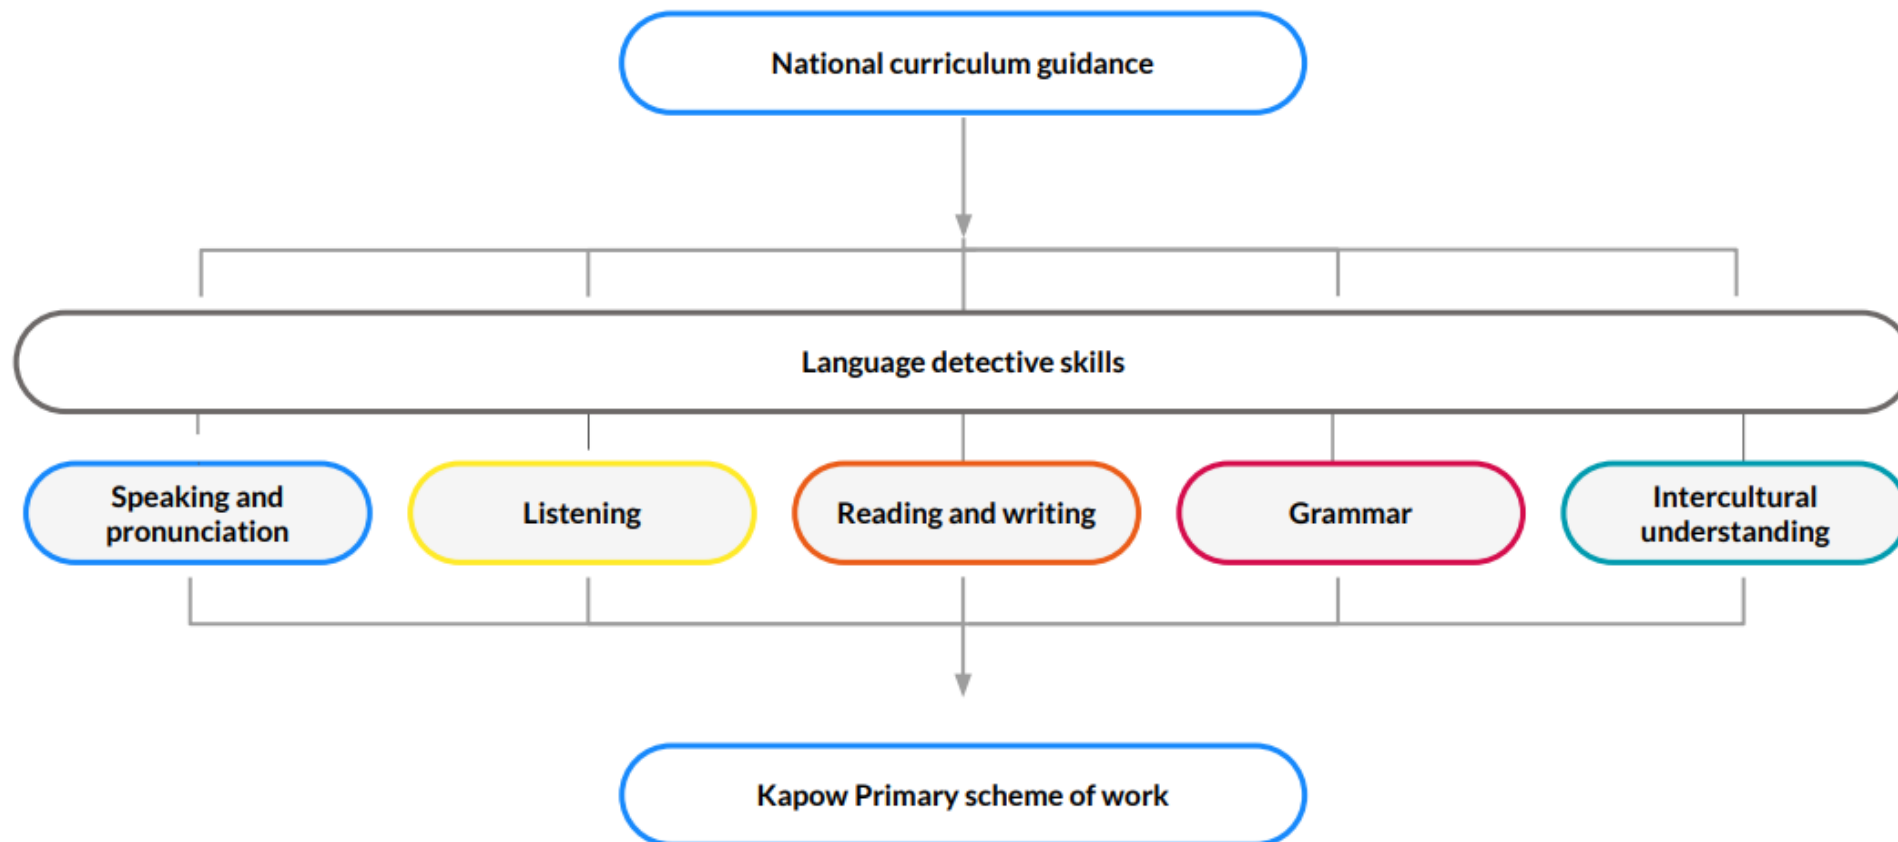 National curriculum guidance
Language detective skills
Speaking and
pronunciation
Listening
Reading and writing
Grammar
Intercultural
understanding
Kapow Primary scheme of work